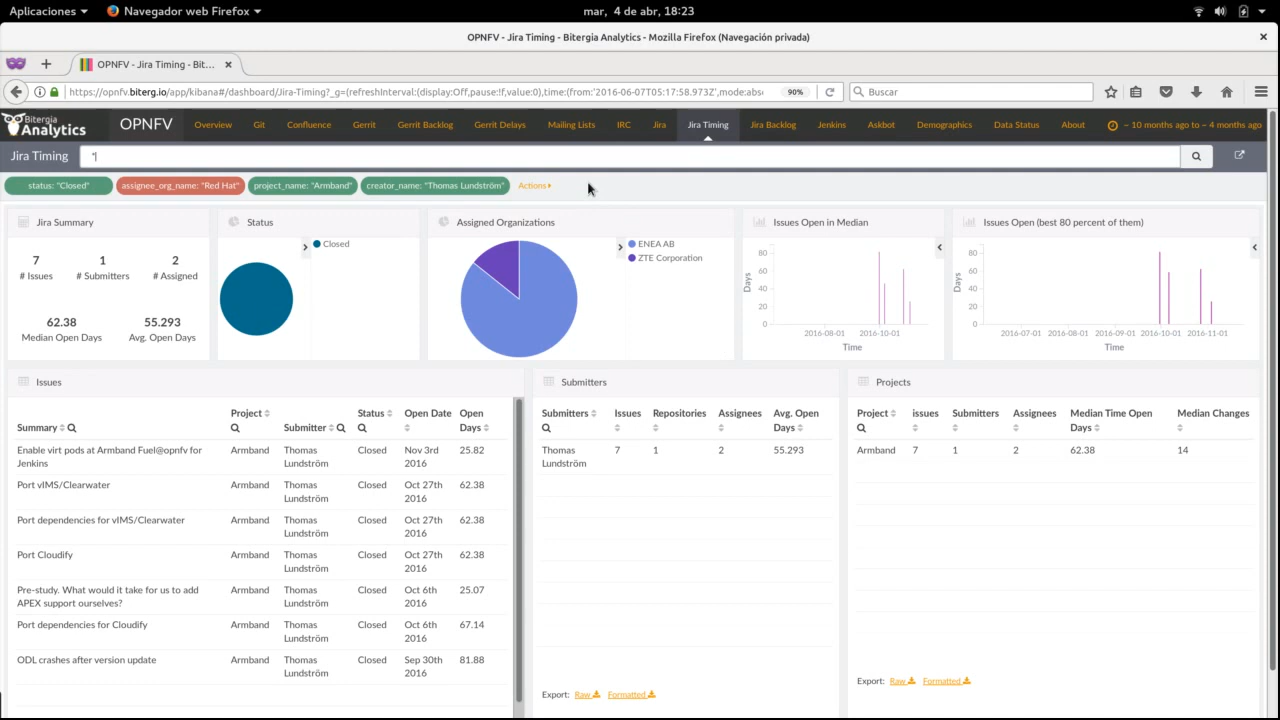 Aplicaciones
Navegador web Firefox
mar, 4 de abr, 18:23
OPNFV - Jira Timing - Bitergia Analytics - Mozilla Firefox (Navegación privada)
OPNFV - Jira Timing - Bit...
https://opnfv.biterg.io/app/kibana#/dashboard/Jira-Timing?_g=(refreshInterval:(display:Off,pause:!f,value:0),time:(from:'2016-06-07T05:17:58.973Z',mode:abs
90%
Buscar
Bitergia
Analytics
OPNFV
Overview
Git
Confluence
Gerrit
Gerrit Backlog
Gerrit Delays
Mailing Lists
IRC
Jira
Jira Timing
Jira Backlog
Jenkins
Askbot
Demographics
Data Status
About
~ 10 months ago to ~ 4 months ago
Jira Timing
*
status: "Closed"
assignee_org_name: "Red Hat"
project_name: "Armband"
creator_name: "Thomas Lundström"
Actions
Jira Summary
7
# Issues
1
# Submitters
2
# Assigned
62.38
Median Open Days
55.293
Avg. Open Days
Status
Closed
Assigned Organizations
ENEA AB
ZTE Corporation
Issues Open in Median
Days
80
60
40
20
0
2016-08-01 2016-10-01
Time
Issues Open (best 80 percent of them)
Days
80
60
40
20
0
2016-07-01 2016-08-01 2016-09-01 2016-10-01 2016-11-01
Time
Issues
Summary Project Submitter Status Open Date Open Days
Enable virt pods at Armband Fuel@opnfv for Jenkins Armband Thomas Lundström Closed Nov 3rd 2016 25.82
Port vIMS/Clearwater Armband Thomas Lundström Closed Oct 27th 2016 62.38
Port dependencies for vIMS/Clearwater Armband Thomas Lundström Closed Oct 27th 2016 62.38
Port Cloudify Armband Thomas Lundström Closed Oct 27th 2016 62.38
Pre-study. What would it take for us to add APEX support ourselves? Armband Thomas Lundström Closed Oct 6th 2016 25.07
Port dependencies for Cloudify Armband Thomas Lundström Closed Oct 6th 2016 67.14
ODL crashes after version update Armband Thomas Lundström Closed Sep 30th 2016 81.88
Submitters
Submitters Issues Repositories Assignees Avg. Open Days
Thomas Lundström 7 1 2 55.293
Export: Raw Formatted
Projects
Project issues Submitters Assignees Median Time Open Days Median Changes
Armband 7 1 2 62.38 14
Export: Raw Formatted